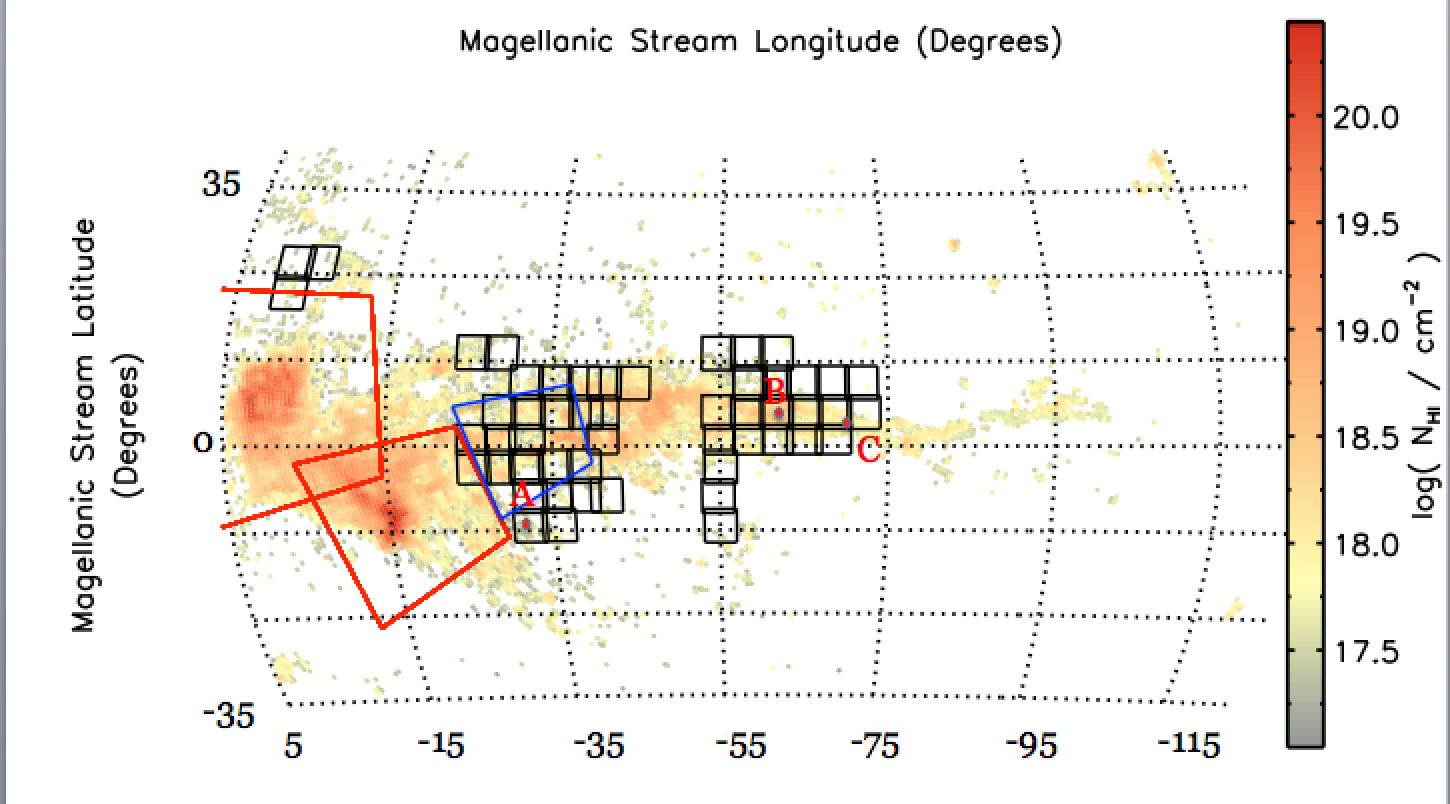 Magellanic Stream Longitude (Degrees)
35
0
-35
Magellanic Stream Latitude
(Degrees)
A
B
C
5 -15 -35 -55 -75 -95 -115
20.0
19.5
19.0
18.5
18.0
17.5
log( N_HI / cm^-2 )